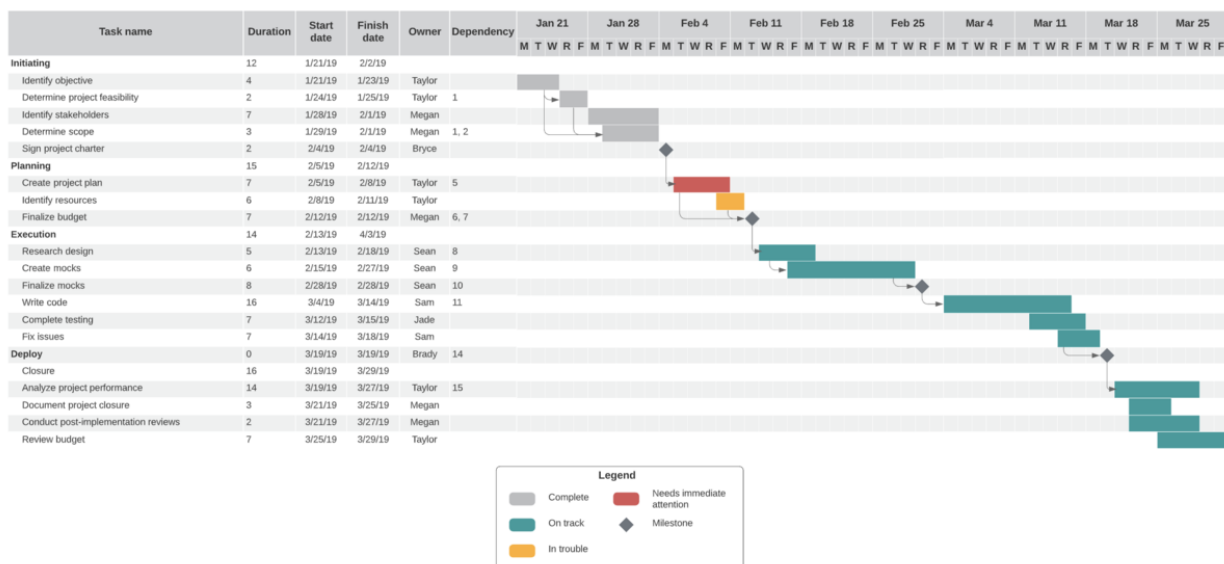 Task name Duration Start date Finish date Owner Dependency Jan 21 Jan 28 Feb 4 Feb 11 Feb 18 Feb 25 Mar 4 Mar 11 Mar 18 Mar 25
M T W R F M T W R F M T W R F M T W R F M T W R F M T W R F M T W R F M T W R F M T W R F M T W R F
Initiating 12 1/21/19 2/2/19
Identify objective 4 1/21/19 1/23/19 Taylor
Determine project feasibility 2 1/24/19 1/25/19 Taylor 1
Identify stakeholders 7 1/28/19 2/1/19 Megan
Determine scope 3 1/29/19 2/1/19 Megan 1, 2
Sign project charter 2 2/4/19 2/4/19 Bryce
Planning 15 2/5/19 2/12/19
Create project plan 7 2/5/19 2/8/19 Taylor 5
Identify resources 6 2/8/19 2/11/19 Taylor
Finalize budget 7 2/12/19 2/12/19 Megan 6, 7
Execution 14 2/13/19 4/3/19
Research design 5 2/13/19 2/18/19 Sean 8
Create mocks 6 2/15/19 2/27/19 Sean 9
Finalize mocks 8 2/28/19 2/28/19 Sean 10
Write code 16 3/4/19 3/14/19 Sam 11
Complete testing 7 3/12/19 3/15/19 Jade
Fix issues 7 3/14/19 3/18/19 Sam
Deploy 0 3/19/19 3/19/19 Brady 14
Closure 16 3/19/19 3/29/19
Analyze project performance 14 3/19/19 3/27/19 Taylor 15
Document project closure 3 3/21/19 3/25/19 Megan
Conduct post-implementation reviews 2 3/21/19 3/27/19 Megan
Review budget 7 3/25/19 3/29/19 Taylor
Legend
Complete
Needs immediate
attention
On track
Milestone
In trouble